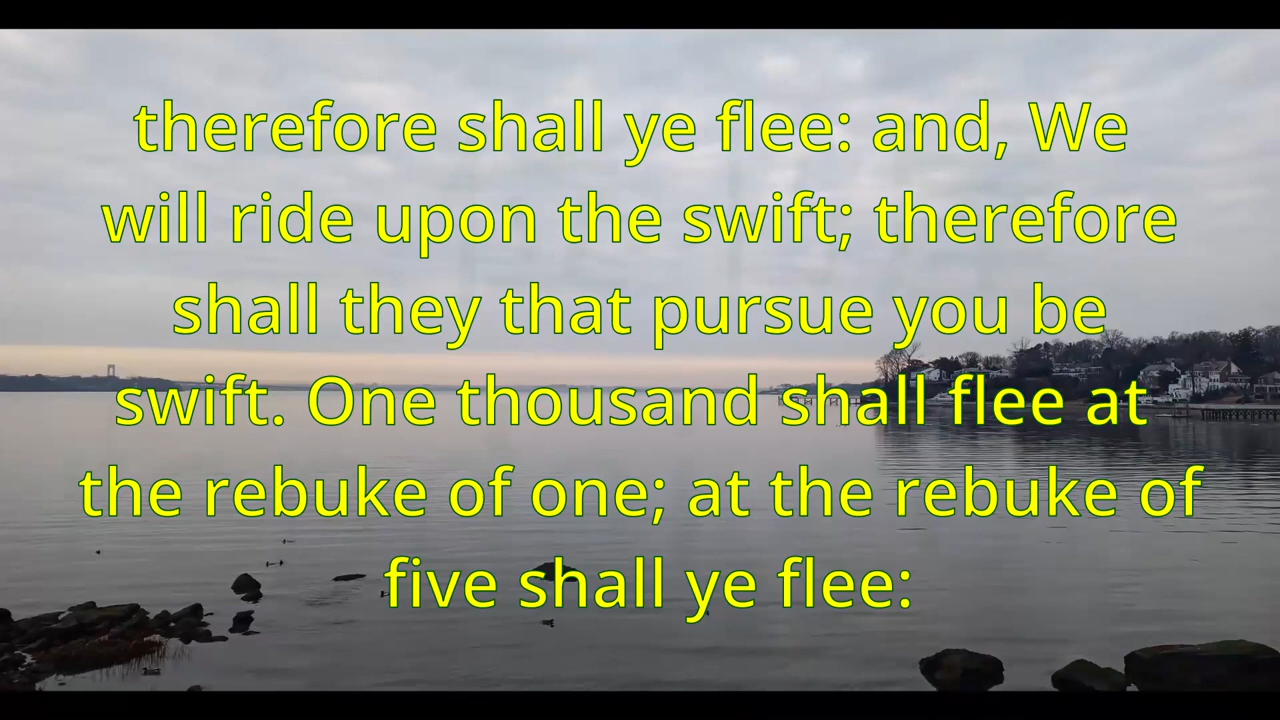 therefore shall ye flee: and, We
will ride upon the swift; therefore
shall they that pursue you be
swift. One thousand shall flee at
the rebuke of one; at the rebuke of
five shall ye flee: